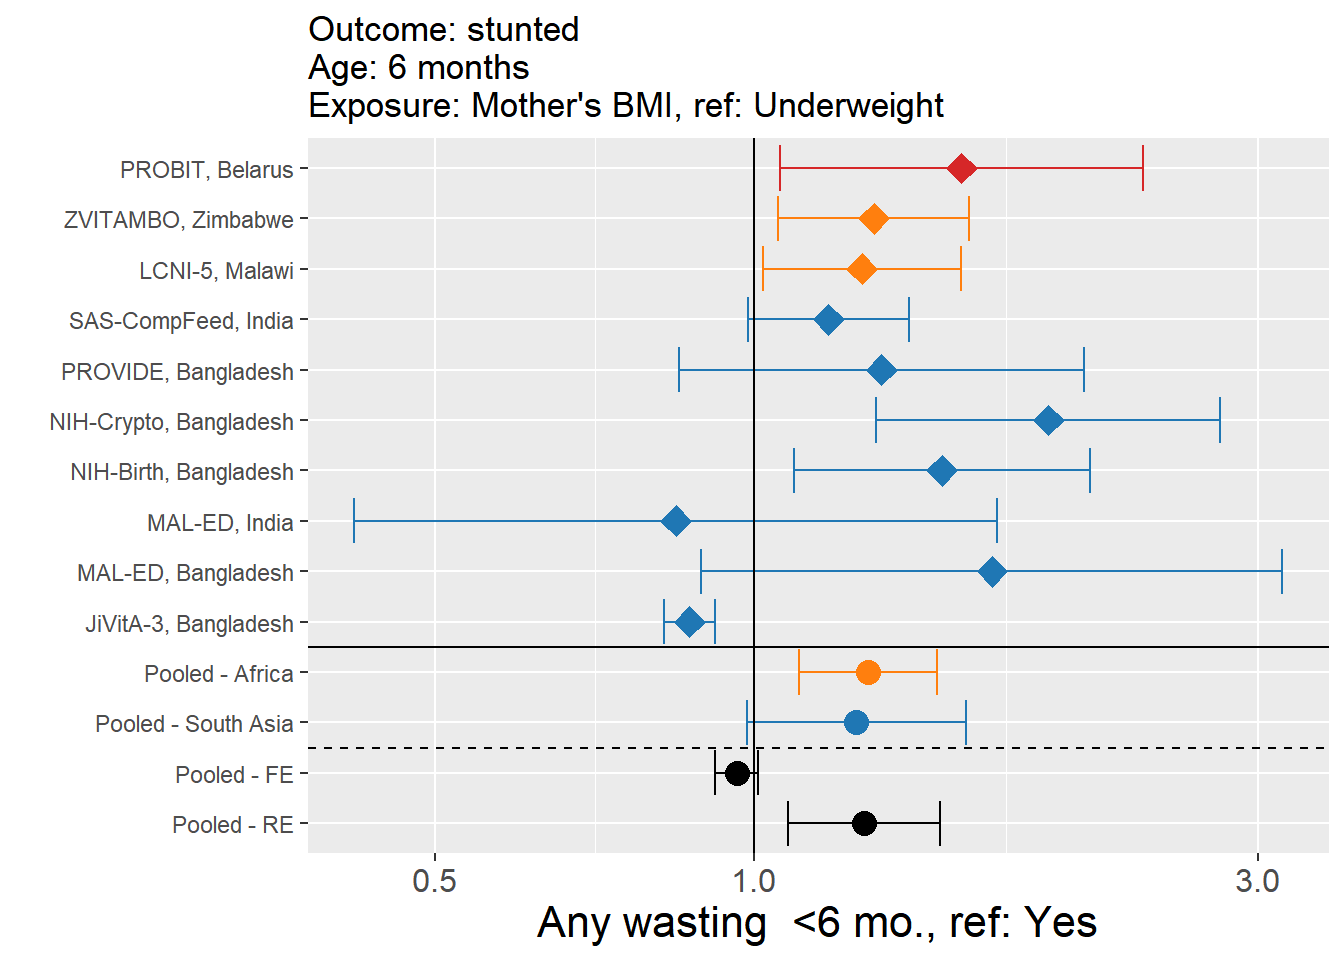 Outcome: stunted
Age: 6 months
Exposure: Mother's BMI, ref: Underweight
PROBIT, Belarus
ZVITAMBO, Zimbabwe
LCNI-5, Malawi
SAS-CompFeed, India
PROVIDE, Bangladesh
NIH-Crypto, Bangladesh
NIH-Birth, Bangladesh
MAL-ED, India
MAL-ED, Bangladesh
JiVitA-3, Bangladesh
Pooled - Africa
Pooled - South Asia
Pooled - FE
Pooled - RE
0.5 1.0 3.0
Any wasting  <6 mo., ref: Yes